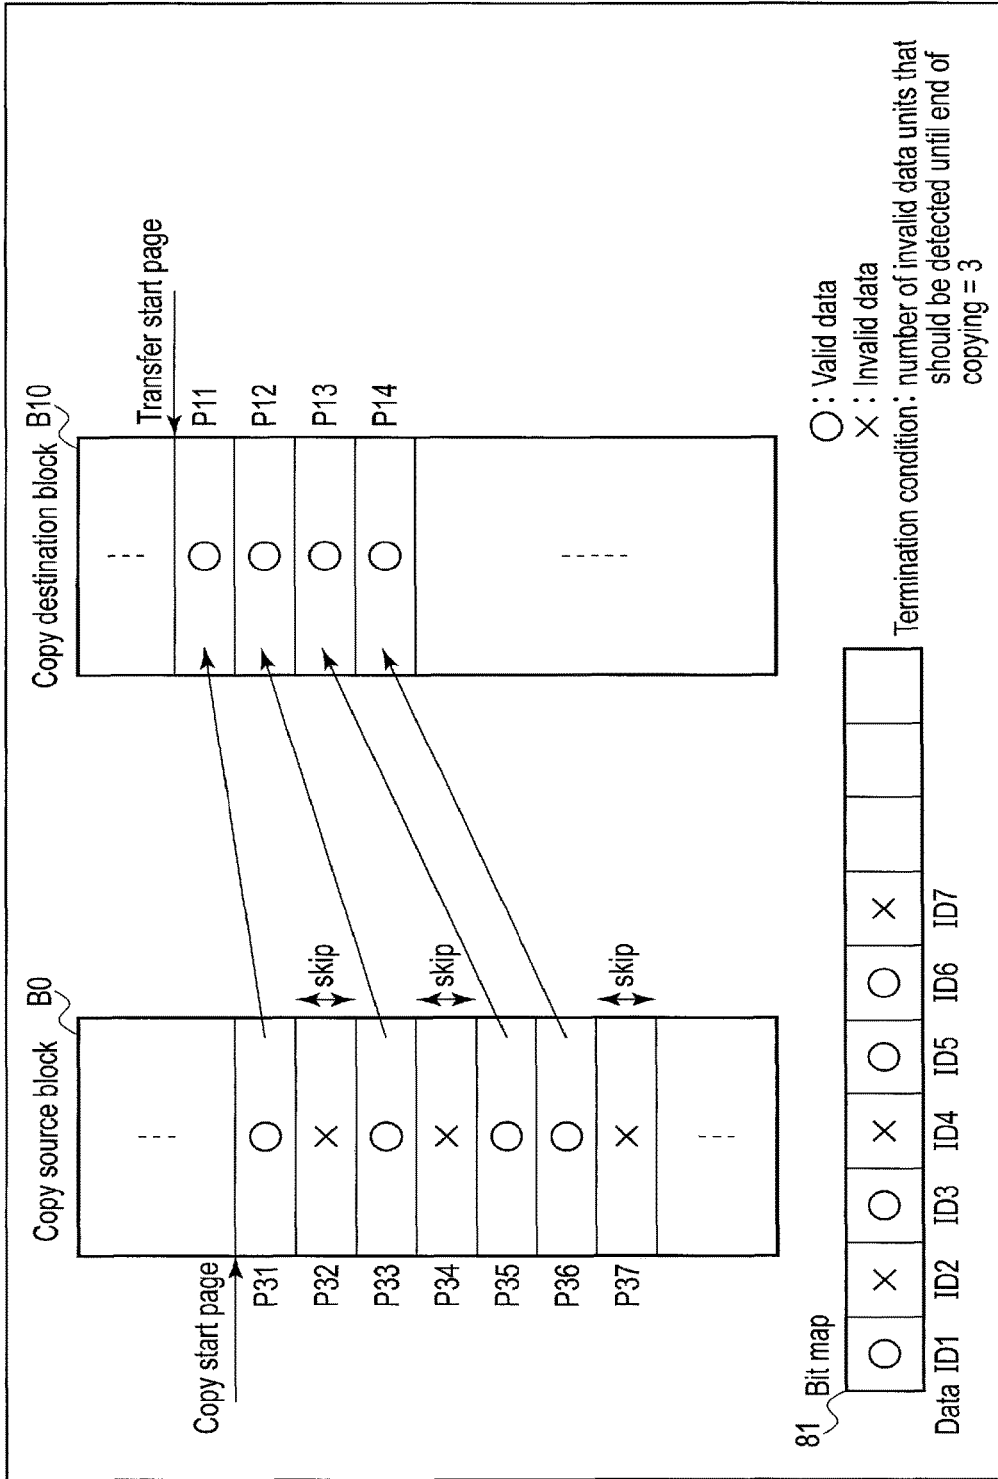 Copy source block B0
Copy start page
P31
P32
P33
P34
P35
P36
P37
skip
skip
skip
Copy destination block B10
Transfer start page
P11
P12
P13
P14
81 Bit map
Data ID1 ID2 ID3 ID4 ID5 ID6 ID7
○: Valid data
×: Invalid data
Termination condition: number of invalid data units that
should be detected until end of
copying = 3